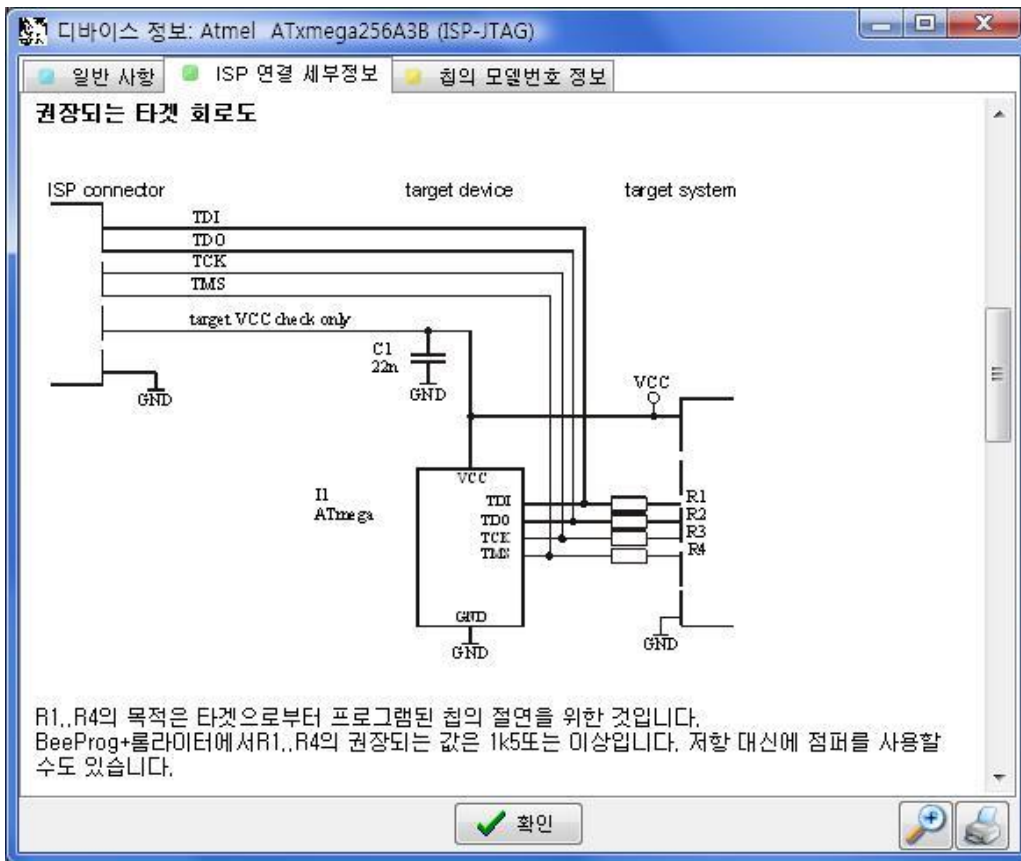 디바이스 정보: Atmel ATxmega256A3B (ISP-JTAG)
일반 사항 ISP 연결 세부정보 칩의 모델번호 정보
권장되는 타겟 회로도
ISP connector target device target system
TDI
TDO
TCK
TMS
target VCC check only
C1
22n
GND GND VCC
VCC
I1
ATmega
TDI R1
TDO R2
TCK R3
TMS R4
GND
GND GND
R1,,R4의 목적은 타겟으로부터 프로그램된 칩의 절연을 위한 것입니다.
BeeProg+롬라이터에서R1,,R4의 권장되는 값은 1k5또는 이상입니다. 저항 대신에 점퍼를 사용할
수도 있습니다.
확인